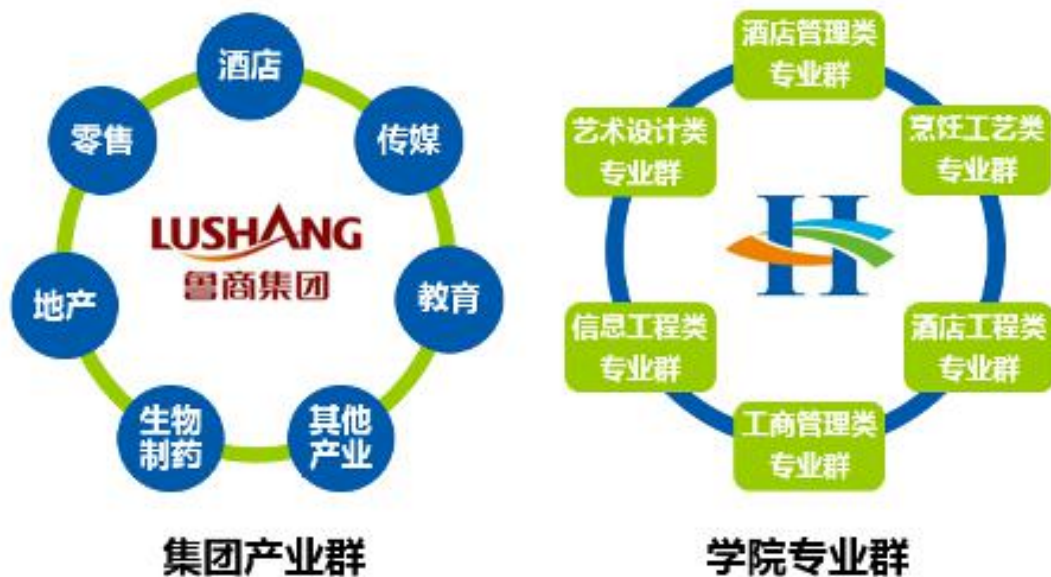 酒店
传媒
教育
其他
产业
生物
制药
地产
零售
LUSHANG
鲁商集团
集团产业群
酒店管理类
专业群
烹饪工艺类
专业群
酒店工程类
专业群
工商管理类
专业群
信息工程类
专业群
艺术设计类
专业群
H
学院专业群